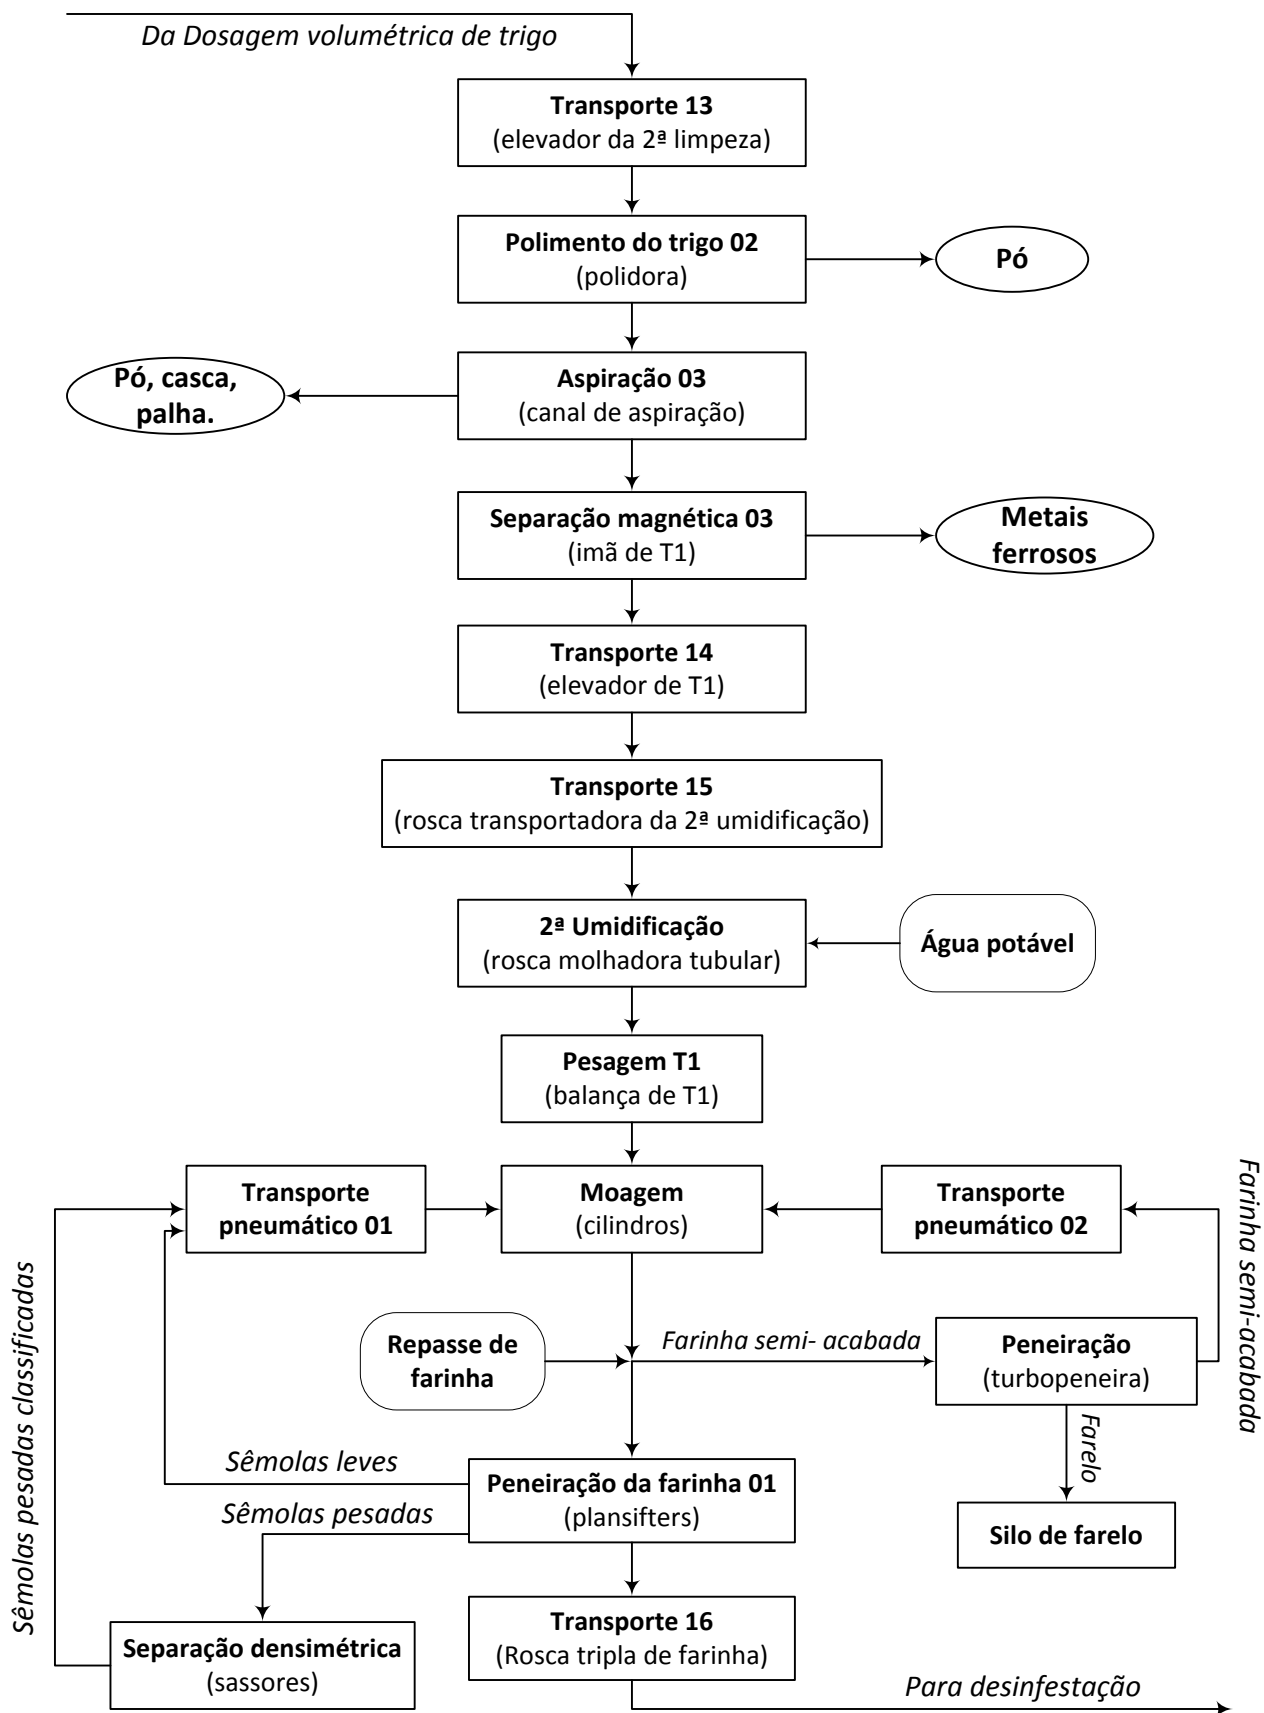 Da Dosagem volumétrica de trigo
Transporte 13
(elevador da 2ª limpeza)
Polimento do trigo 02
(polidora)
Pó
Pó, casca,
palha.
Aspiração 03
(canal de aspiração)
Separação magnética 03
(imã de T1)
Metais
ferrosos
Transporte 14
(elevador de T1)
Transporte 15
(rosca transportadora da 2ª umidificação)
2ª Umidificação
(rosca molhadora tubular)
Água potável
Pesagem T1
(balança de T1)
Transporte
pneumático 01
Moagem
(cilindros)
Transporte
pneumático 02
Farinha semi-acabada
Repasse de
farinha
Farinha semi- acabada
Peneiração
(turbopeneira)
Farelo
Silo de farelo
Sêmolas leves
Sêmolas pesadas
Peneiração da farinha 01
(plansifters)
Sêmolas pesadas classificadas
Separação densimétrica
(sassores)
Transporte 16
(Rosca tripla de farinha)
Para desinfestação